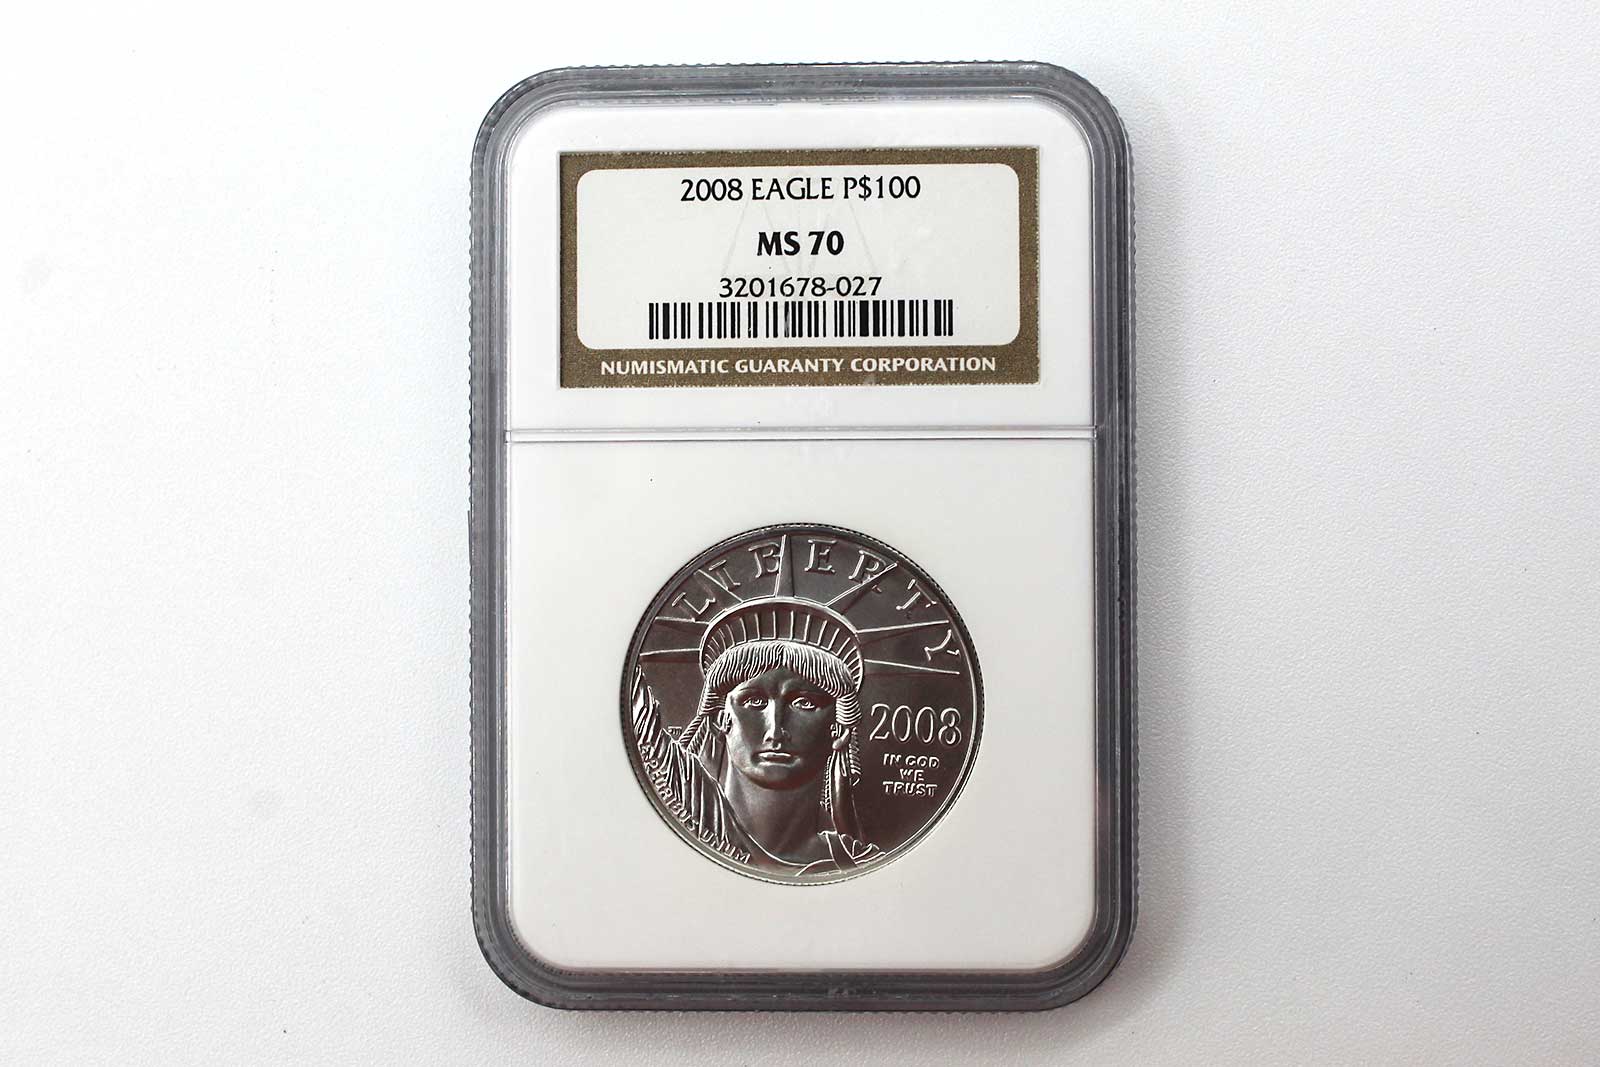 2008 EAGLE P$100
MS 70
3201678-027
NUMISMATIC GUARANTY CORPORATION
LIBERTY
2008
IN GOD
WE
TRUST
E PLURIBUS UNUM